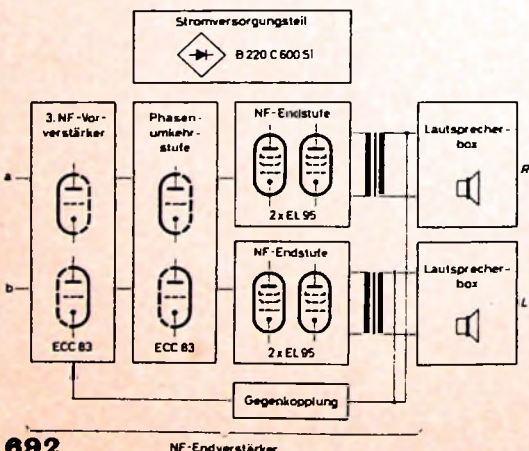 Stromversorgungsteil
B 220 C 600 Si
3. NF-Vor-
verstärker
Phasen-
umkehr-
stufe
NF-Endstufe
Lautsprecher-
box
a
R
2 x EL 95
NF-Endstufe
Lautsprecher-
box
b
L
ECC 83
ECC 83
2 x EL 95
Gegenkopplung
692
NF-Endverstärker